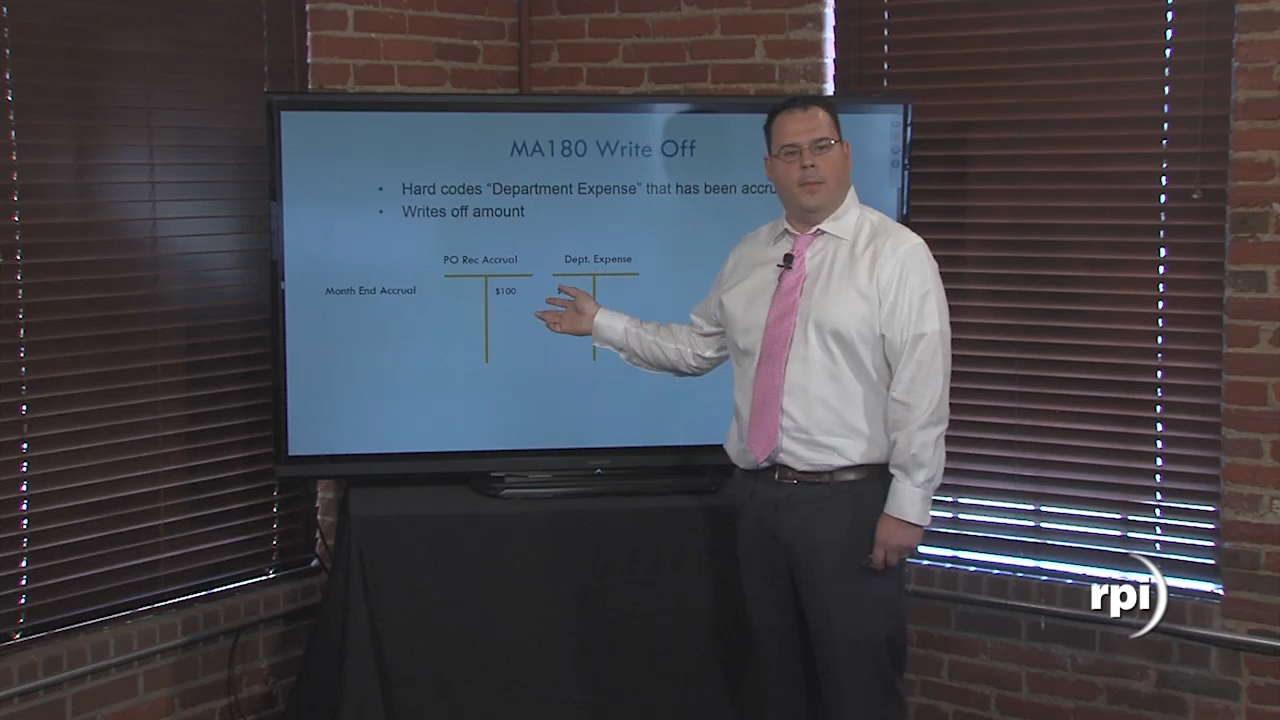 MA180 Write Off
• Hard codes “Department Expense” that has been
• Writes off amount
PO Rec Accrual Dept. Expense
Month End Accrual $100 $
rpi